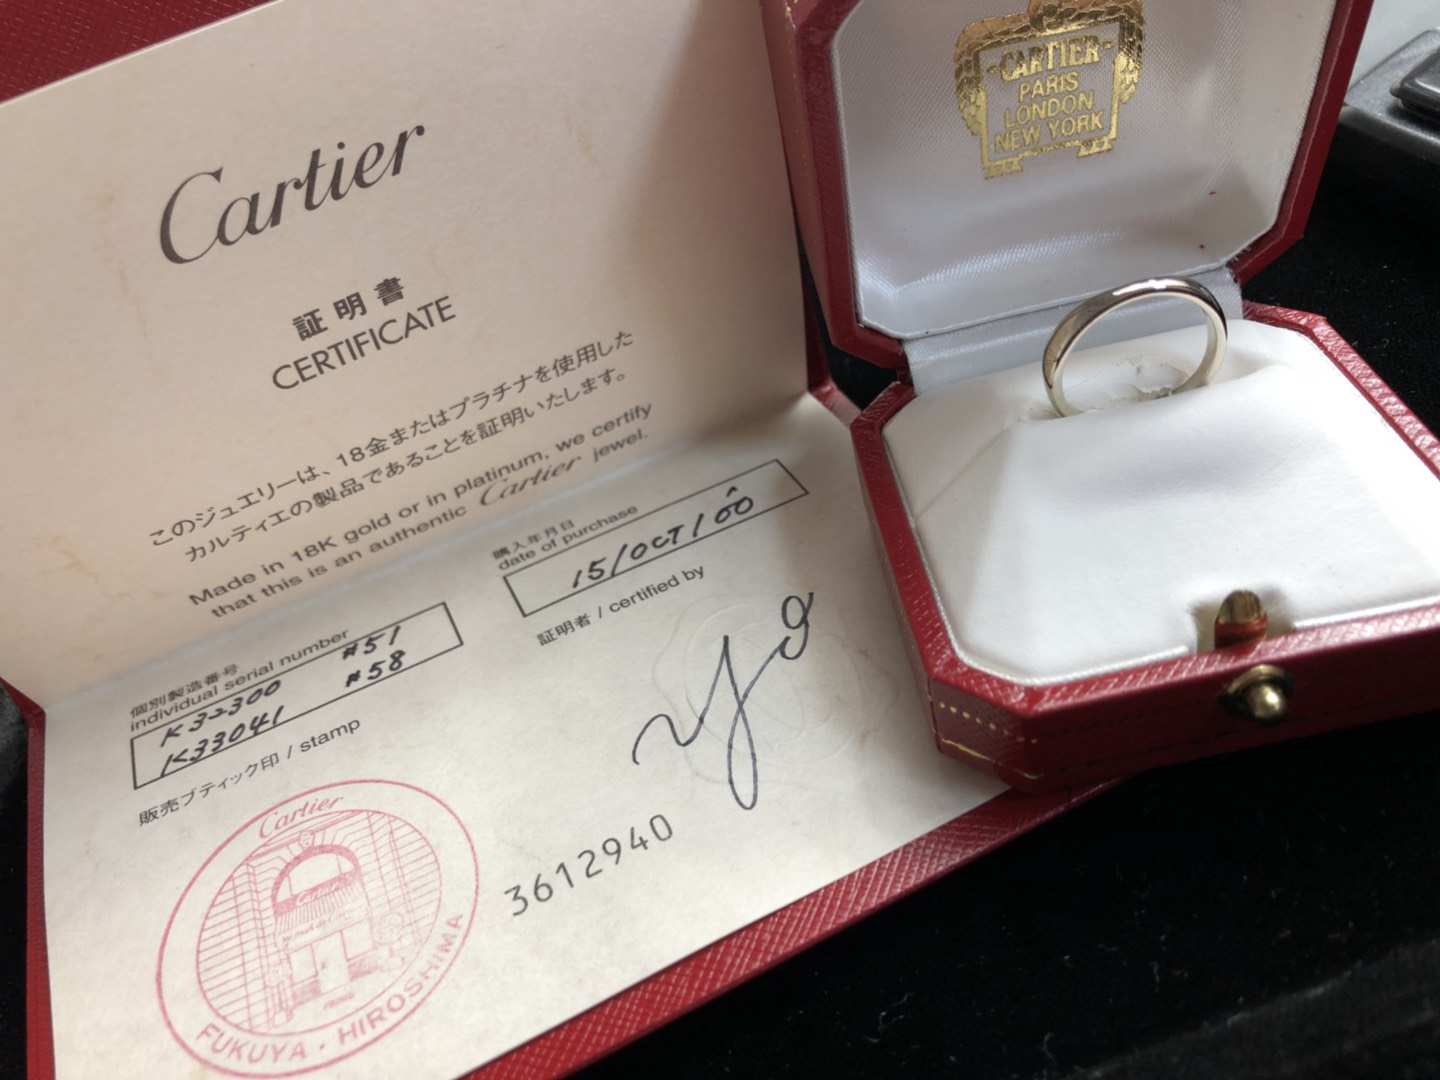 Cartier
証明書
CERTIFICATE
このジュエリーは、18金またはプラチナを使用した
カルティエの製品であることを証明いたします。
Made in 18K gold or in platinum, we certify
that this is an authentic Cartier jewel.
個別製造番号
individual serial number
K32300 #51
K33041 #58
購入年月日
date of purchase
15/OCT/00
証明者 / certified by
販売ブティック印 / stamp
Cartier
FUKUYA . HIROSHIMA
3612940
-CARTIER-
PARIS
LONDON
NEW YORK